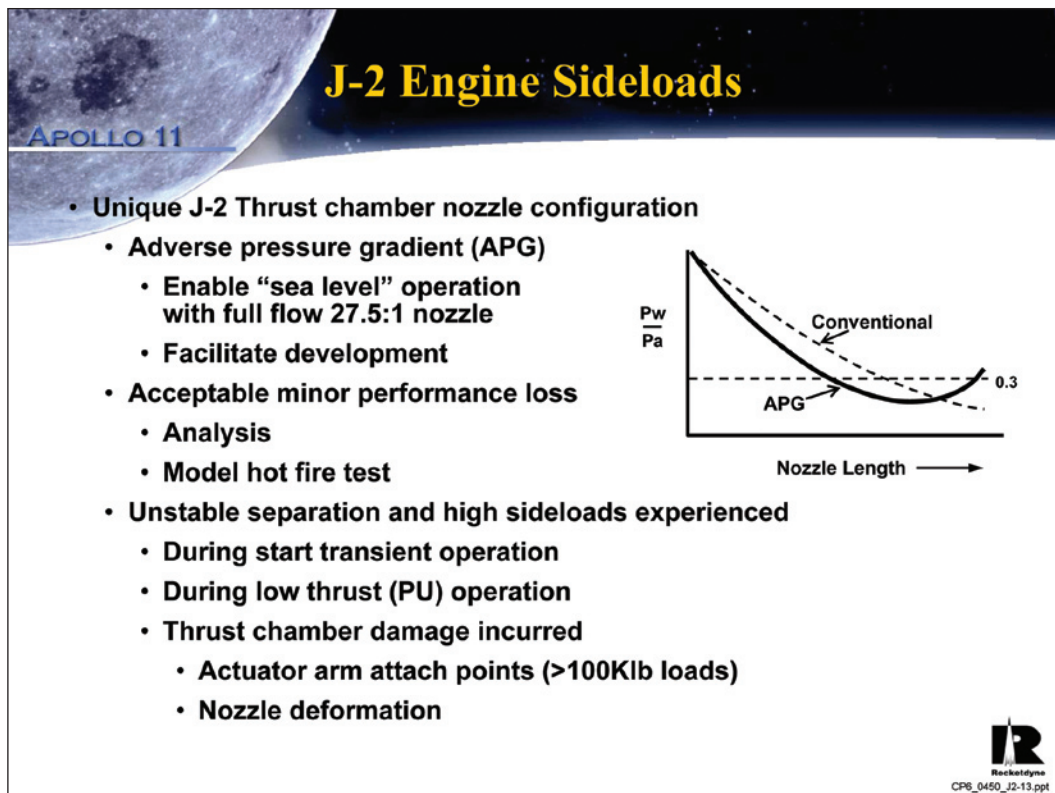 J-2 Engine Sideloads
APOLLO 11
• Unique J-2 Thrust chamber nozzle configuration
• Adverse pressure gradient (APG)
• Enable “sea level” operation
with full flow 27.5:1 nozzle
• Facilitate development
• Acceptable minor performance loss
• Analysis
• Model hot fire test
• Unstable separation and high sideloads experienced
• During start transient operation
• During low thrust (PU) operation
• Thrust chamber damage incurred
• Actuator arm attach points (>100Klb loads)
• Nozzle deformation
Pw
Pa
Conventional
0.3
APG
Nozzle Length
R
Rocketdyne
CP6_0450_J2-13.ppt